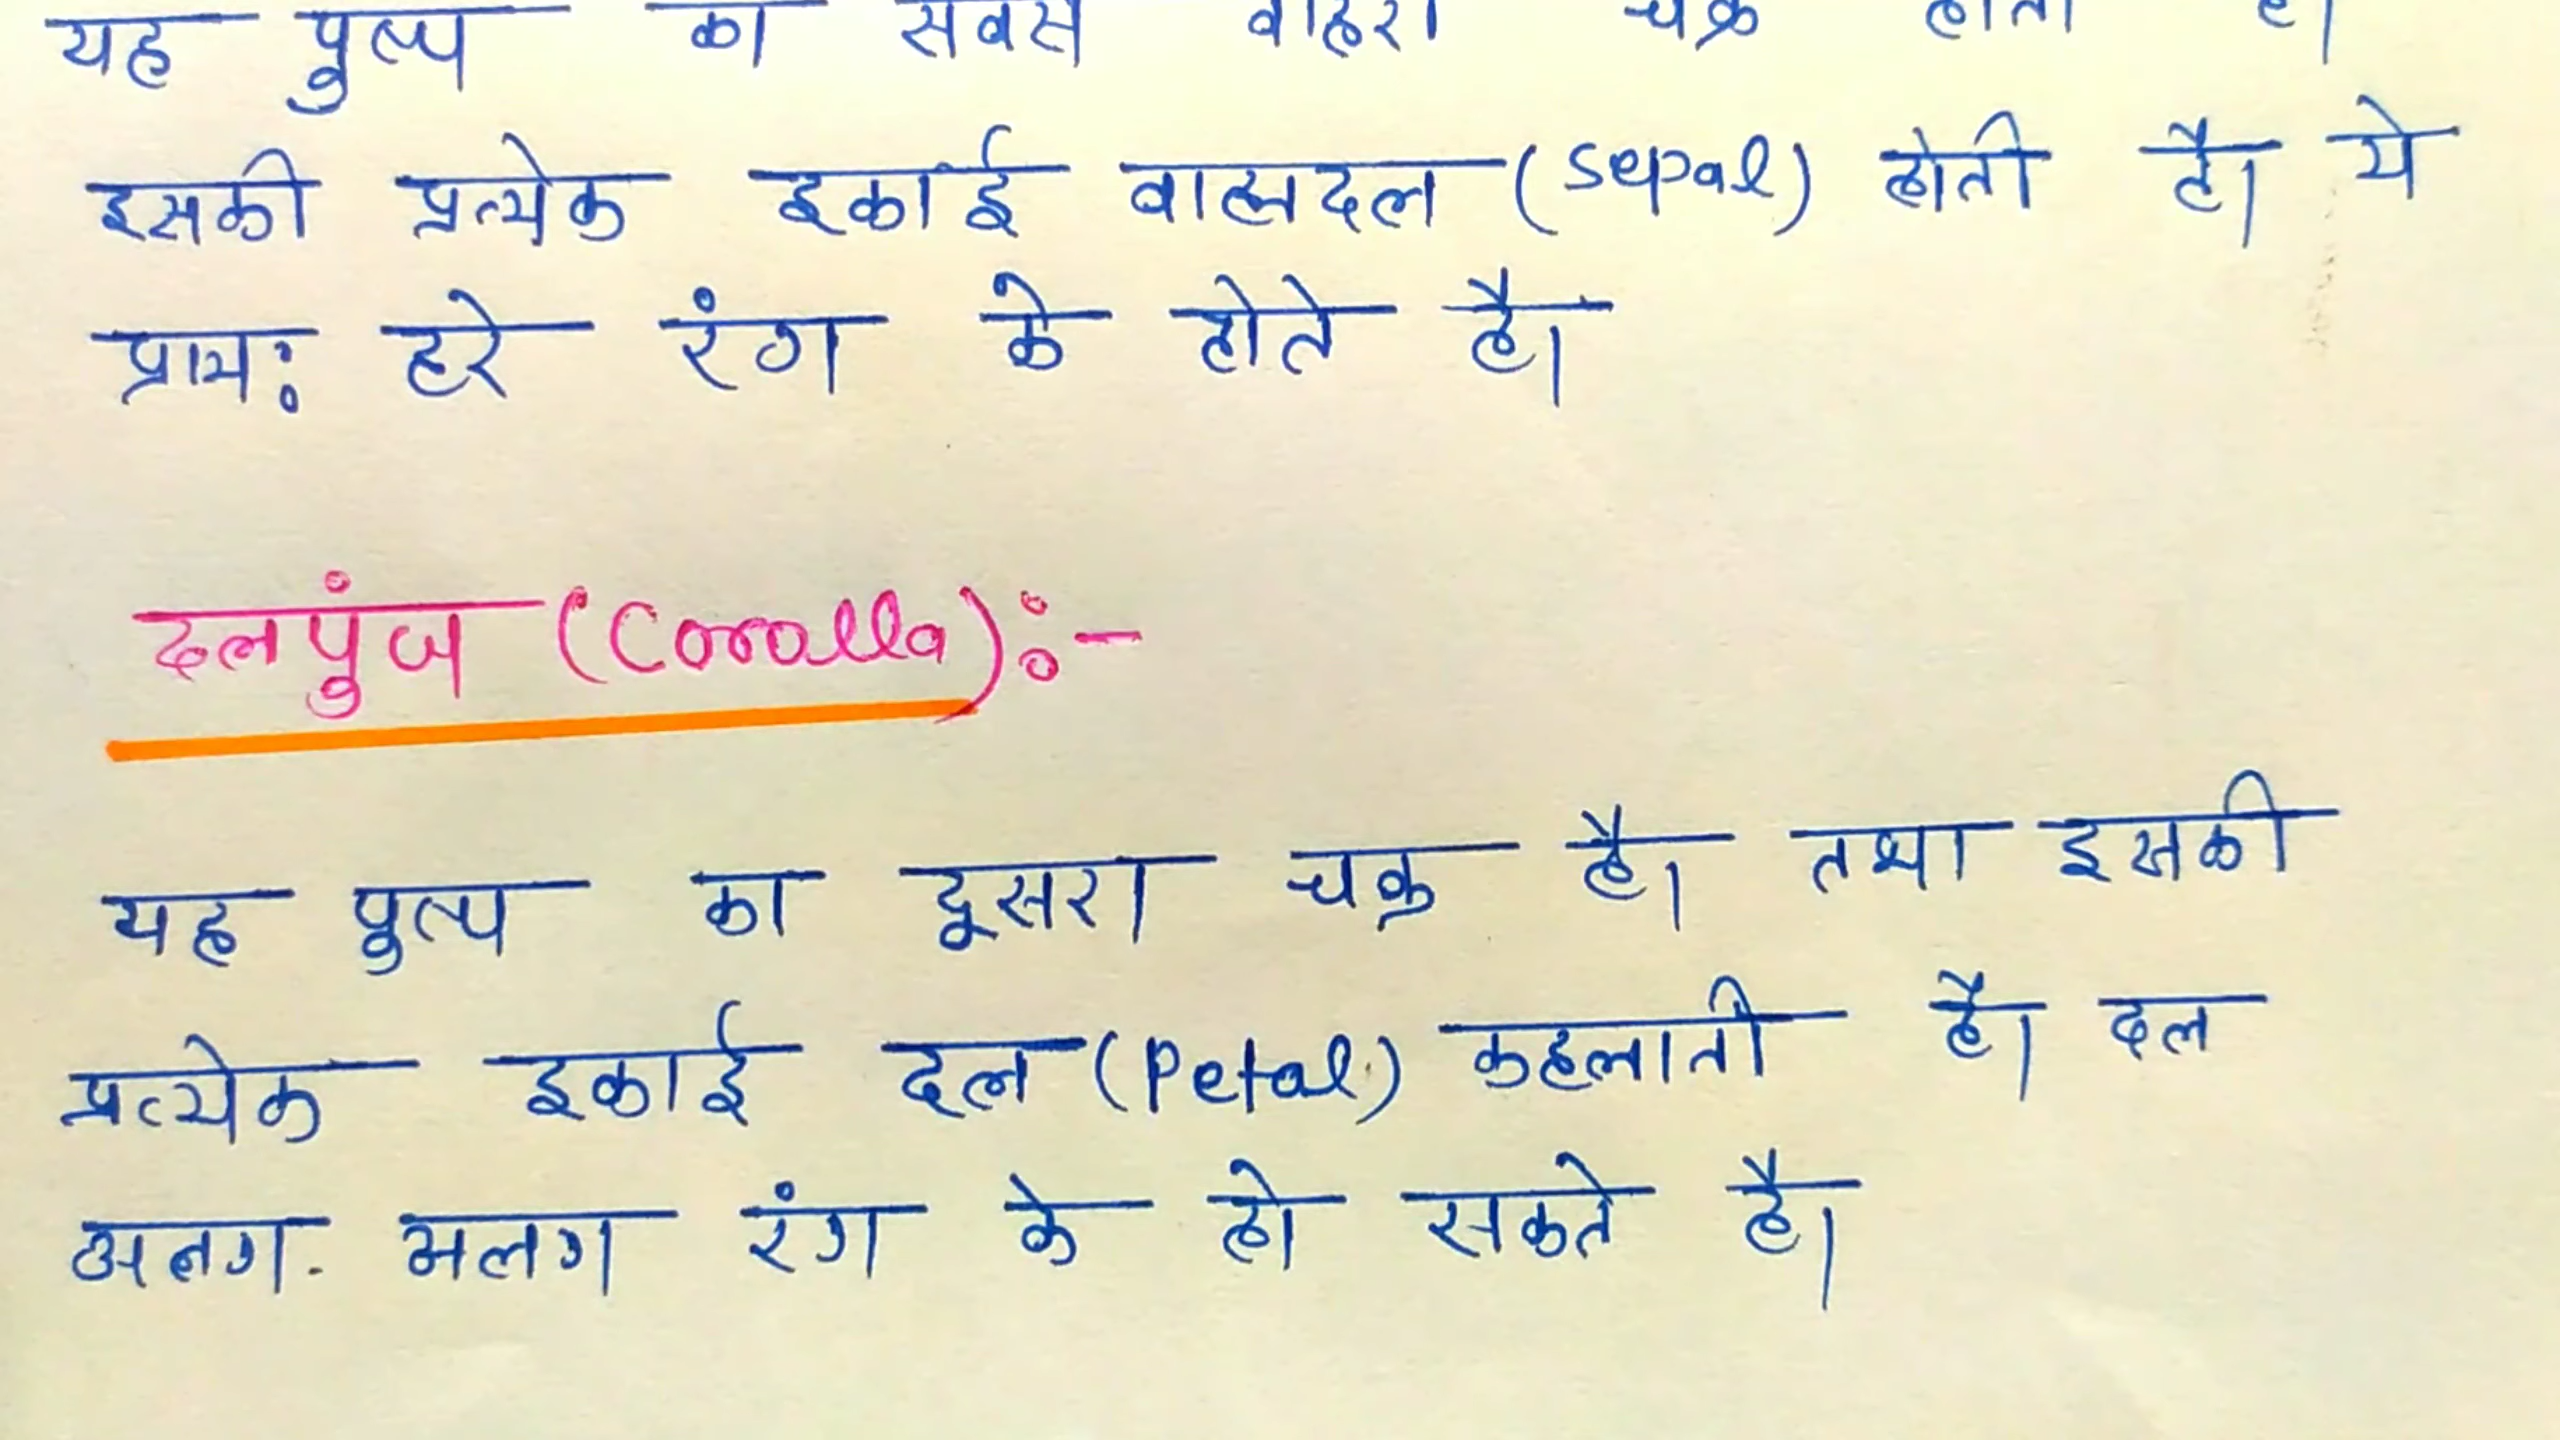 यह पुष्प का सबसे बाहरी चक्र होता है।
इसकी प्रत्येक इकाई बाह्यदल (Sepal) होती है। ये
प्रायः हरे रंग के होते है।
दलपुंज (Corolla):-
यह पुष्प का दूसरा चक्र है। तथा इसकी
प्रत्येक इकाई दल (Petal) कहलाती है। दल
अलग-अलग रंग के हो सकते है।